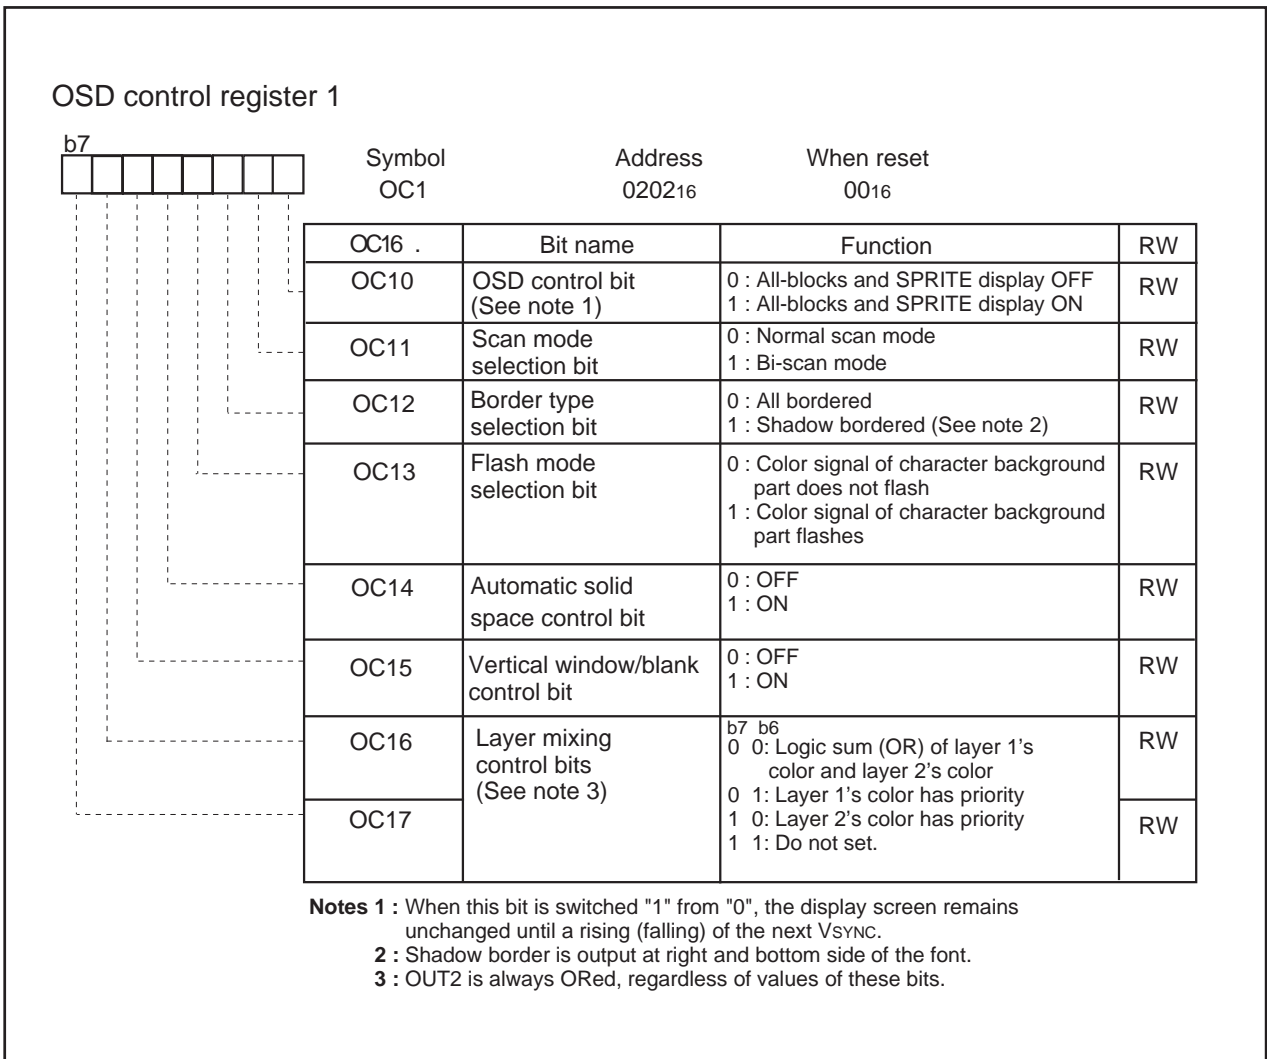 OSD control register 1
b7
Symbol Address When reset
OC1 020216 0016
OC16 . Bit name Function RW
OC10 OSD control bit (See note 1) 0 : All-blocks and SPRITE display OFF RW
1 : All-blocks and SPRITE display ON
OC11 Scan mode selection bit 0 : Normal scan mode RW
1 : Bi-scan mode
OC12 Border type selection bit 0 : All bordered RW
1 : Shadow bordered (See note 2)
OC13 Flash mode selection bit 0 : Color signal of character background RW
part does not flash
1 : Color signal of character background
part flashes
OC14 Automatic solid space control bit 0 : OFF RW
1 : ON
OC15 Vertical window/blank control bit 0 : OFF RW
1 : ON
OC16 Layer mixing control bits (See note 3) b7 b6 RW
0 0: Logic sum (OR) of layer 1's
color and layer 2's color
0 1: Layer 1's color has priority
OC17 1 0: Layer 2's color has priority RW
1 1: Do not set.
Notes 1 : When this bit is switched "1" from "0", the display screen remains
unchanged until a rising (falling) of the next VSYNC.
2 : Shadow border is output at right and bottom side of the font.
3 : OUT2 is always ORed, regardless of values of these bits.